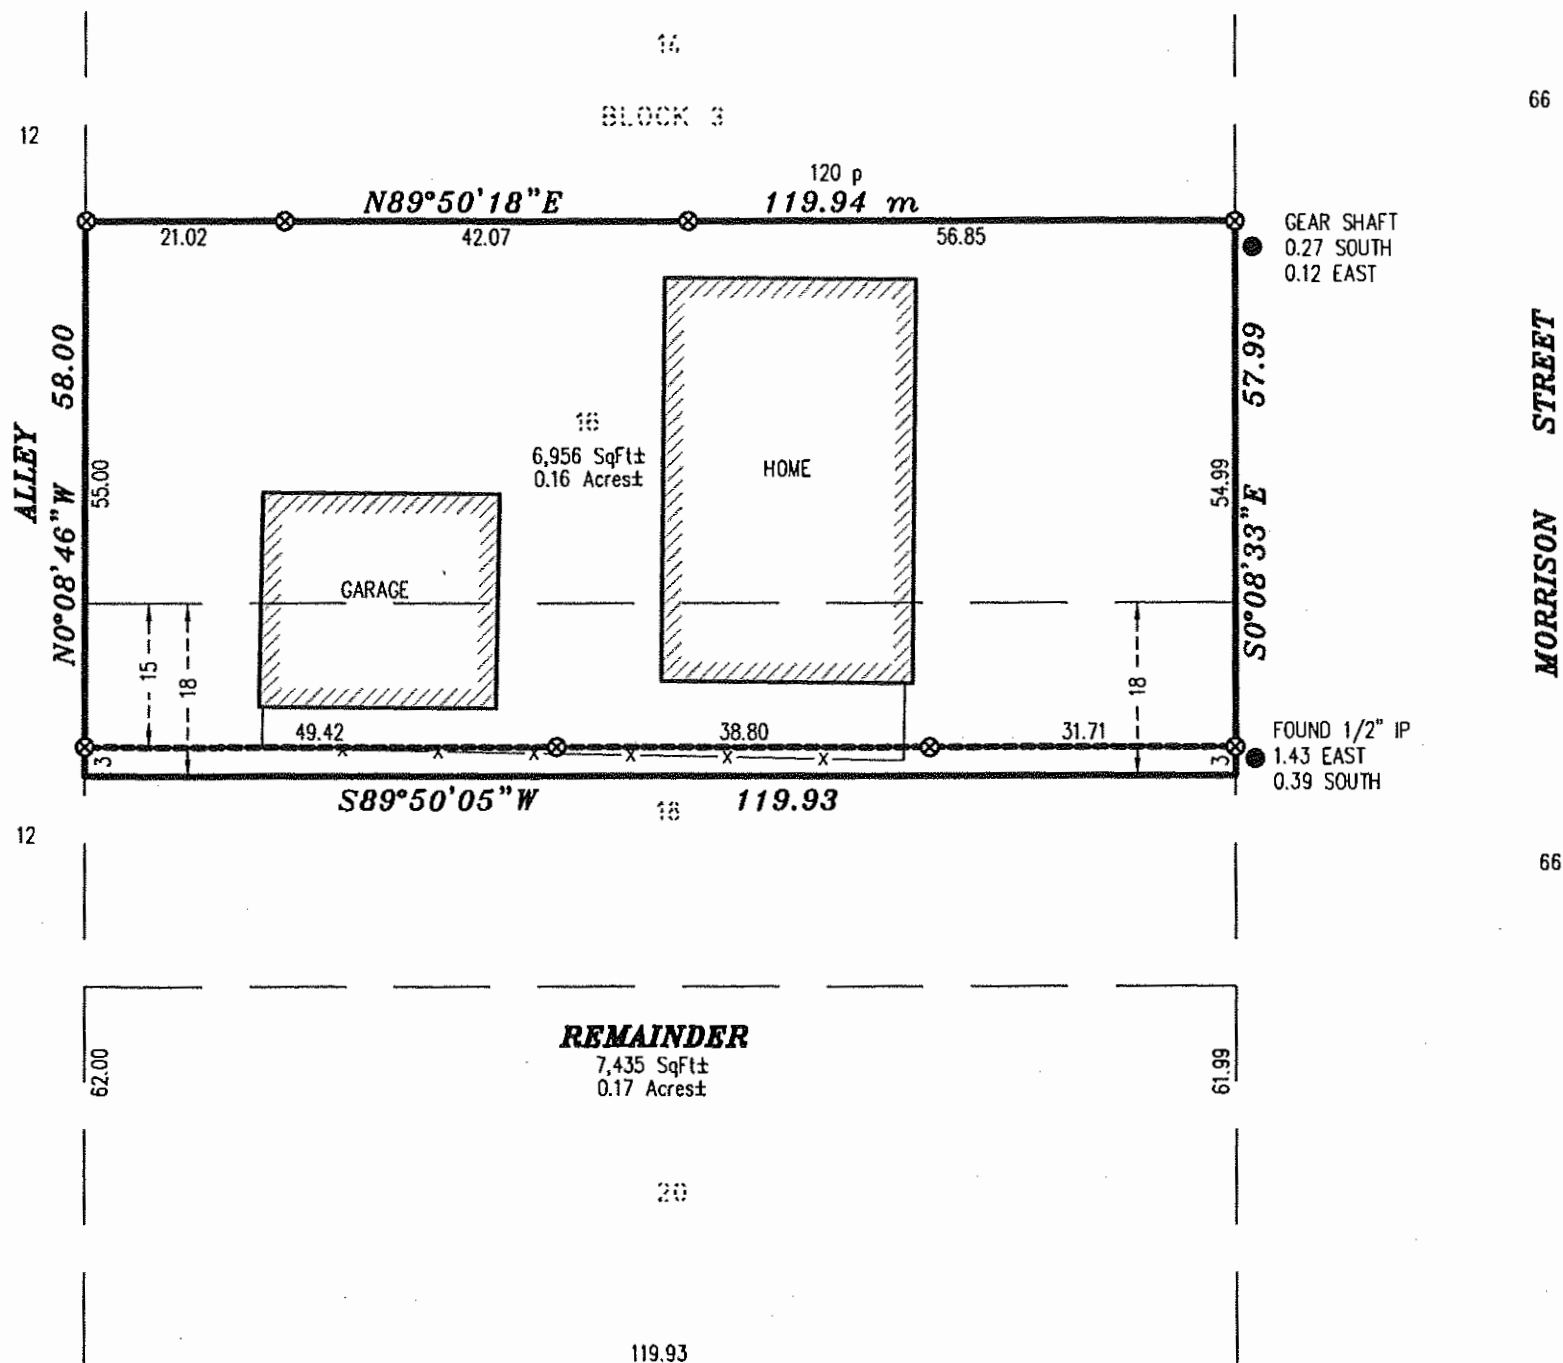 14
BLOCK 3
66
12
120 p
N89°50'18"E 119.94 m
21.02 42.07 56.85
GEAR SHAFT
0.27 SOUTH
0.12 EAST
ALLEY
N0°08'46"W 58.00
55.00
16
6,956 SqFt±
0.16 Acres±
HOME
GARAGE
54.99
S0°08'33"E 57.99
MORRISON STREET
15
18
18
49.42 38.80 31.71
X X X X X X
3
3
FOUND 1/2" IP
1.43 EAST
0.39 SOUTH
S89°50'05"W 119.93
18
12
66
REMAINDER
7,435 SqFt±
0.17 Acres±
62.00
61.99
20
119.93